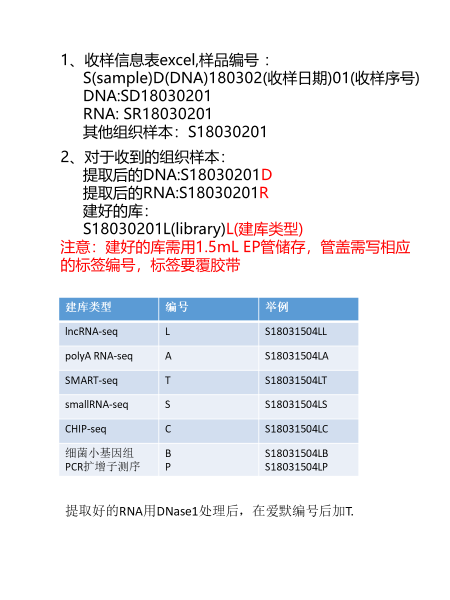 1、收样信息表excel,样品编号：
S(sample)D(DNA)180302(收样日期)01(收样序号)
DNA:SD18030201
RNA: SR18030201
其他组织样本：S18030201
2、对于收到的组织样本：
提取后的DNA:S18030201D
提取后的RNA:S18030201R
建好的库：
S18030201L(library)L(建库类型)
注意：建好的库需用1.5mL EP管储存，管盖需写相应
的标签编号，标签要覆胶带
建库类型 编号 举例
lncRNA-seq L S18031504LL
polyA RNA-seq A S18031504LA
SMART-seq T S18031504LT
smallRNA-seq S S18031504LS
CHIP-seq C S18031504LC
细菌小基因组 B S18031504LB
PCR扩增子测序 P S18031504LP
提取好的RNA用DNase1处理后，在爱默编号后加T.